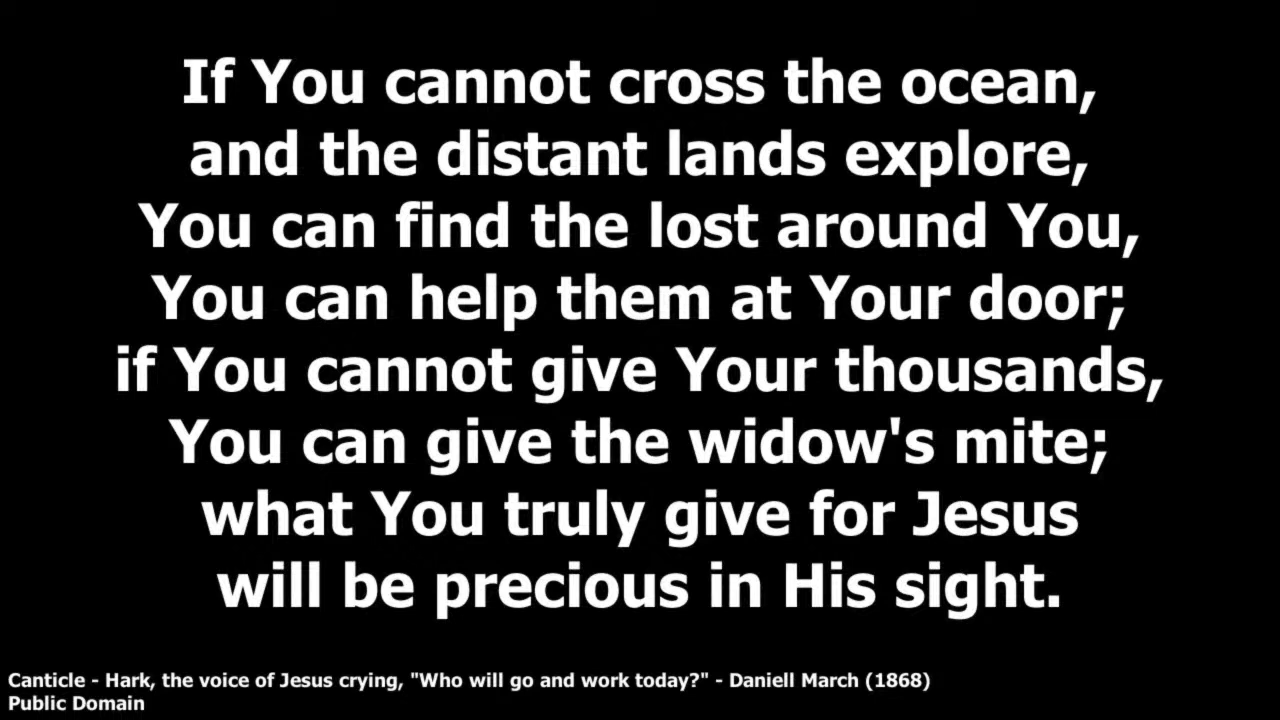 If You cannot cross the ocean,
and the distant lands explore,
You can find the lost around You,
You can help them at Your door;
if You cannot give Your thousands,
You can give the widow's mite;
what You truly give for Jesus
will be precious in His sight.
Canticle - Hark, the voice of Jesus crying, "Who will go and work today?" - Daniell March (1868)
Public Domain